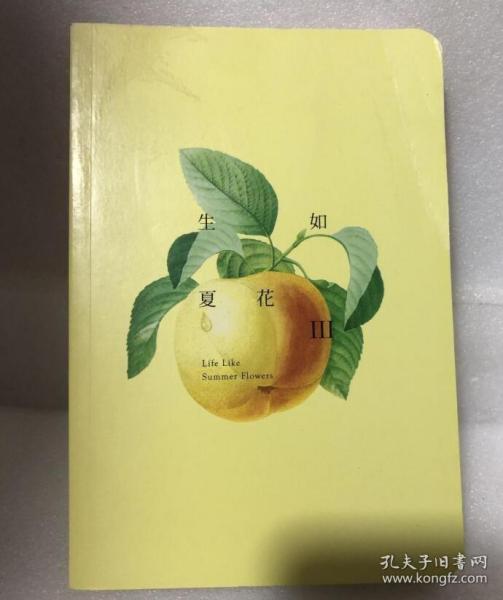 生 如
夏 花
III
Life Like
Summer Flowers
孔夫子旧书网
www.kongfz.com